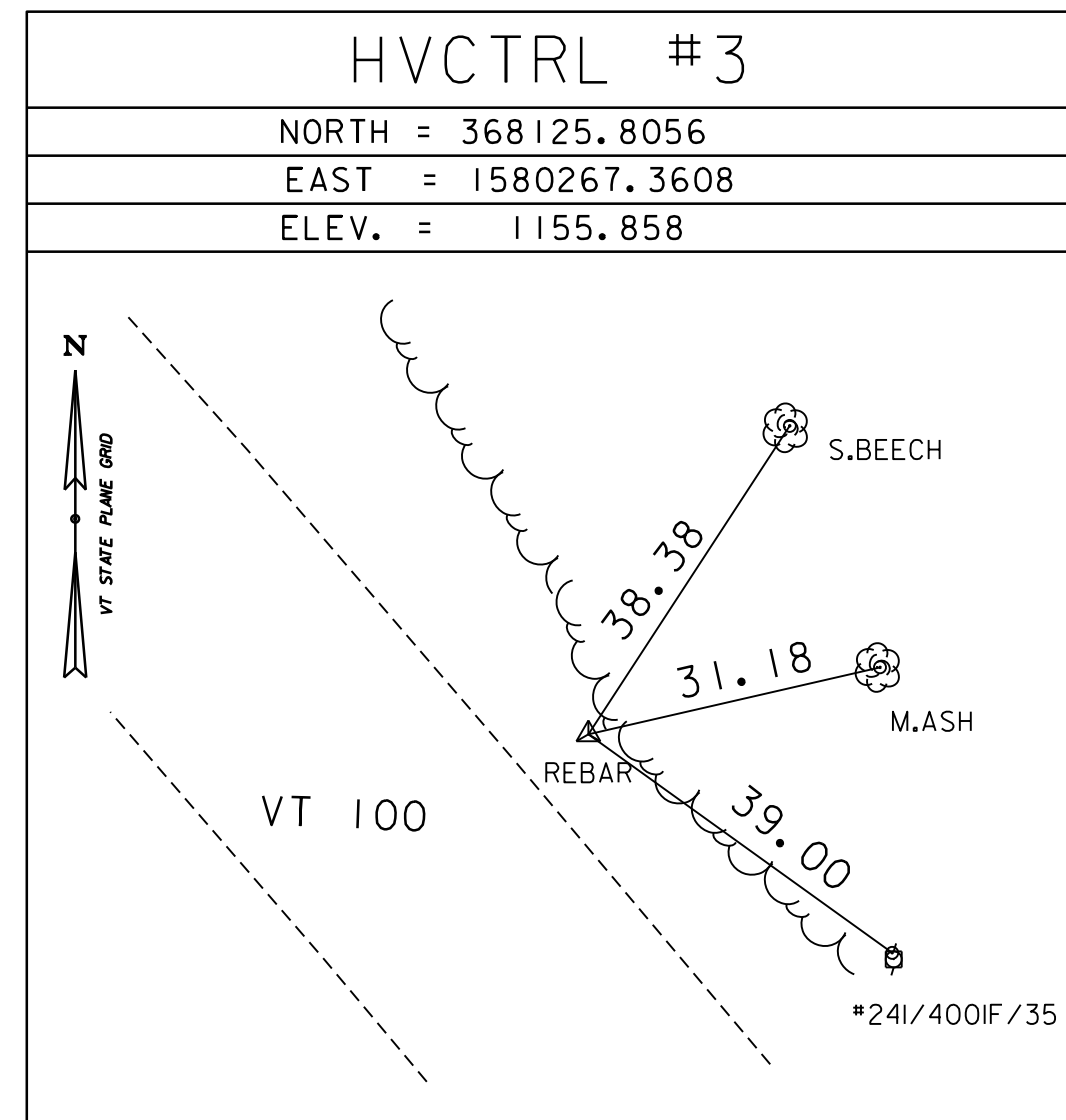 HVCTRL #3
NORTH = 368125.8056
EAST = 1580267.3608
ELEV. = 1155.858
N
VT STATE PLANE GRID
S.BEECH
38.38
31.18
M.ASH
REBAR
VT 100
39.00
#241/4001F/35